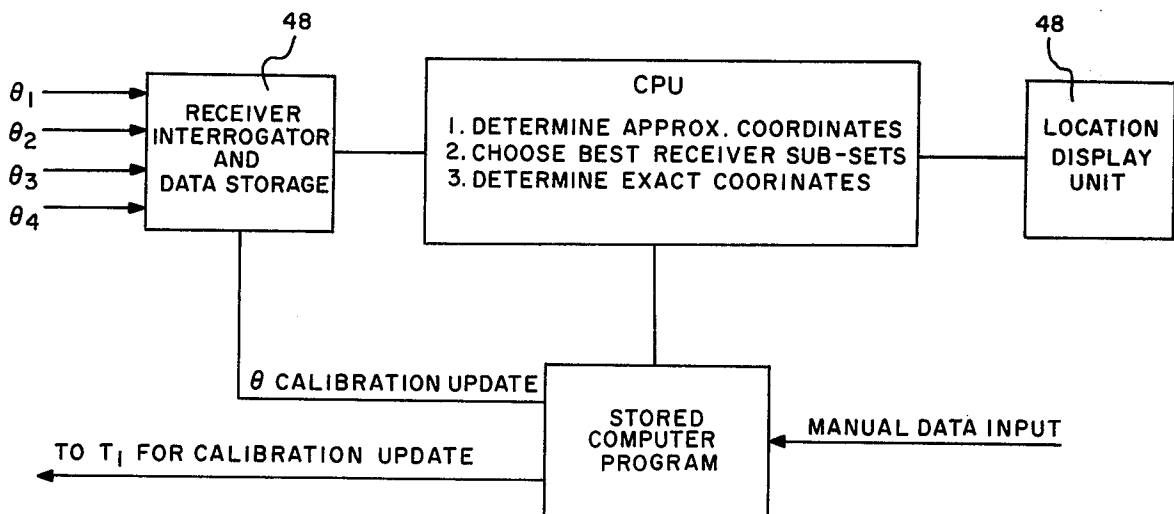 48
48
θ1
θ2
θ3
θ4
RECEIVER
INTERROGATOR
AND
DATA STORAGE
CPU
1. DETERMINE APPROX. COORDINATES
2. CHOOSE BEST RECEIVER SUB-SETS
3. DETERMINE EXACT COORINATES
LOCATION
DISPLAY
UNIT
θ CALIBRATION UPDATE
TO T1 FOR CALIBRATION UPDATE
STORED
COMPUTER
PROGRAM
MANUAL DATA INPUT